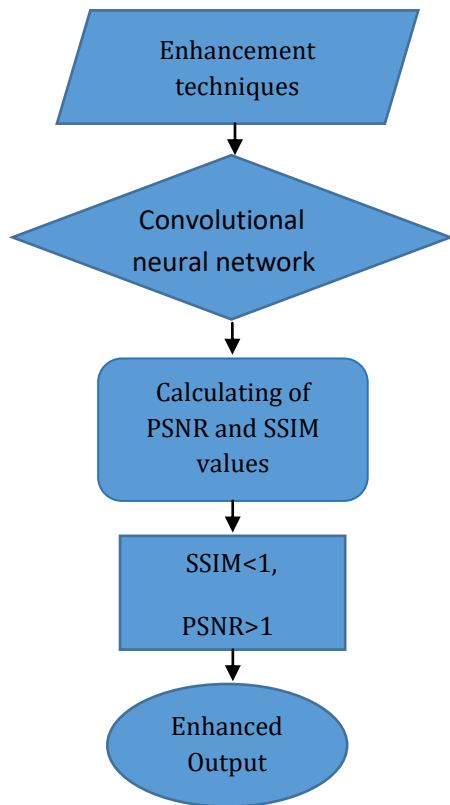 Enhancement
techniques
Convolutional
neural network
Calculating of
PSNR and SSIM
values
SSIM<1,
PSNR>1
Enhanced
Output